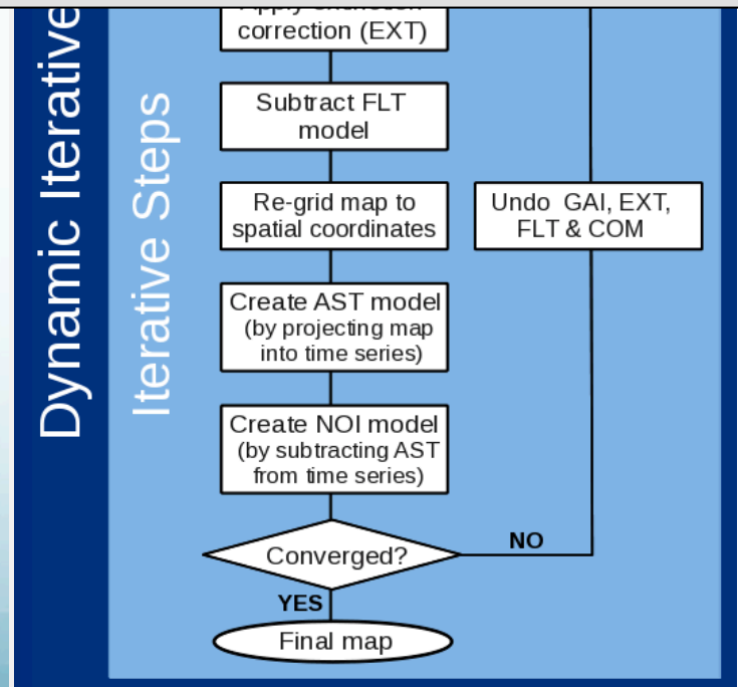 Dynamic Iterative
Iterative Steps
correction (EXT)
Subtract FLT
model
Re-grid map to
spatial coordinates
Undo GAI, EXT,
FLT & COM
Create AST model
(by projecting map
into time series)
Create NOI model
(by subtracting AST
from time series)
Converged?
NO
YES
Final map